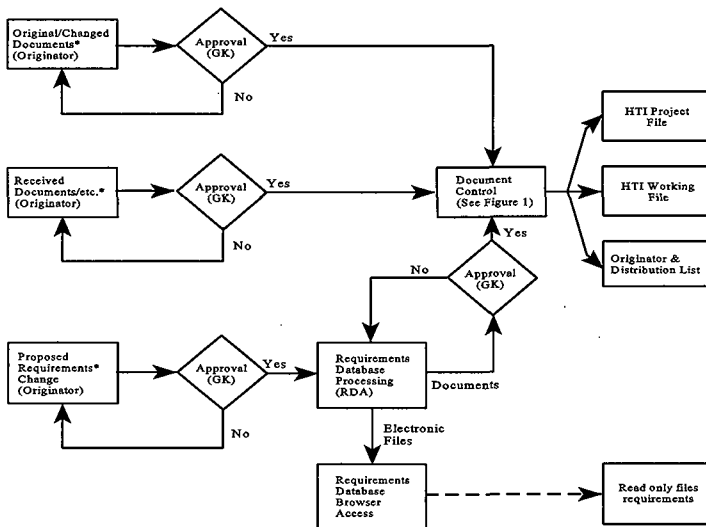 Original/Changed
Documents*
(Originator)
Approval
(GK)
Yes
No
HTI Project
File
Received
Documents/etc.*
(Originator)
Approval
(GK)
Yes
No
Document
Control
(See Figure 1)
HTI Working
File
Yes
No
Approval
(GK)
Originator &
Distribution List
Proposed
Requirements*
Change
(Originator)
Approval
(GK)
Yes
No
Requirements
Database
Processing
(RDA)
Documents
Electronic
Files
Requirements
Database
Browser
Access
Read only files
requirements